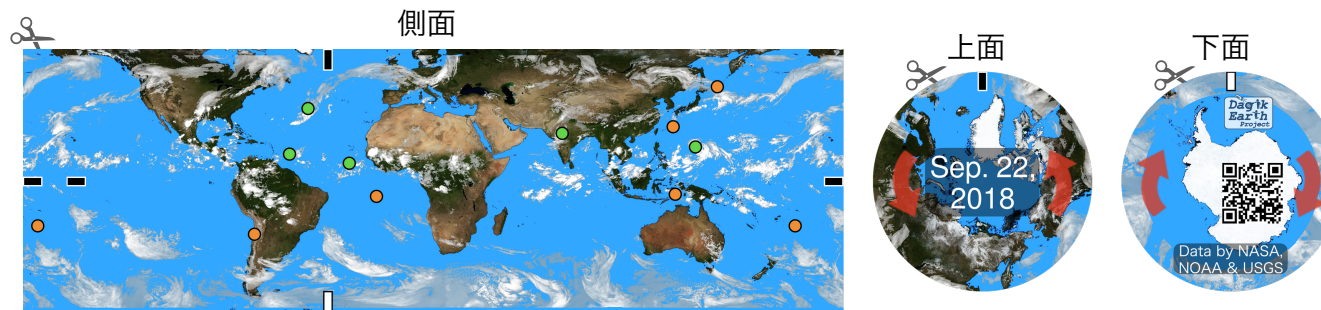 側面
上面
Sep. 22,
2018
下面
Dagik
Earth
Project
Data by NASA,
NOAA & USGS